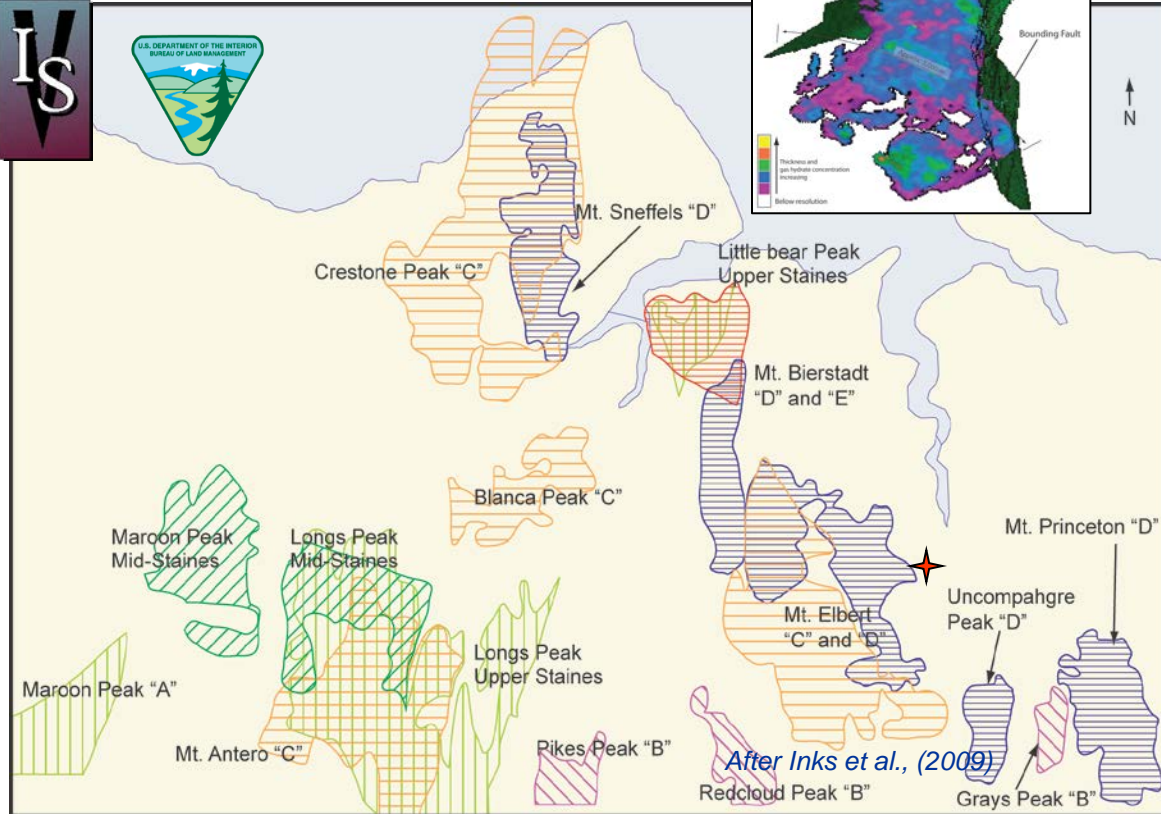 IS
V
U.S. DEPARTMENT OF THE INTERIOR
BUREAU OF LAND MANAGEMENT
Bounding Fault
Thickness and
gas hydrate concentration
increasing
Below resolution
N
Mt. Sneffels “D”
Crestone Peak “C”
Little bear Peak
Upper Staines
Mt. Bierstadt
“D” and “E”
Blanca Peak “C”
Maroon Peak
Mid-Staines
Longs Peak
Mid-Staines
Mt. Princeton “D”
Uncompahgre
Peak “D”
Mt. Elbert
“C” and “D”
Longs Peak
Upper Staines
Maroon Peak “A”
Mt. Antero “C”
Pikes Peak “B”
After Inks et al., (2009)
Redcloud Peak “B”
Grays Peak “B”